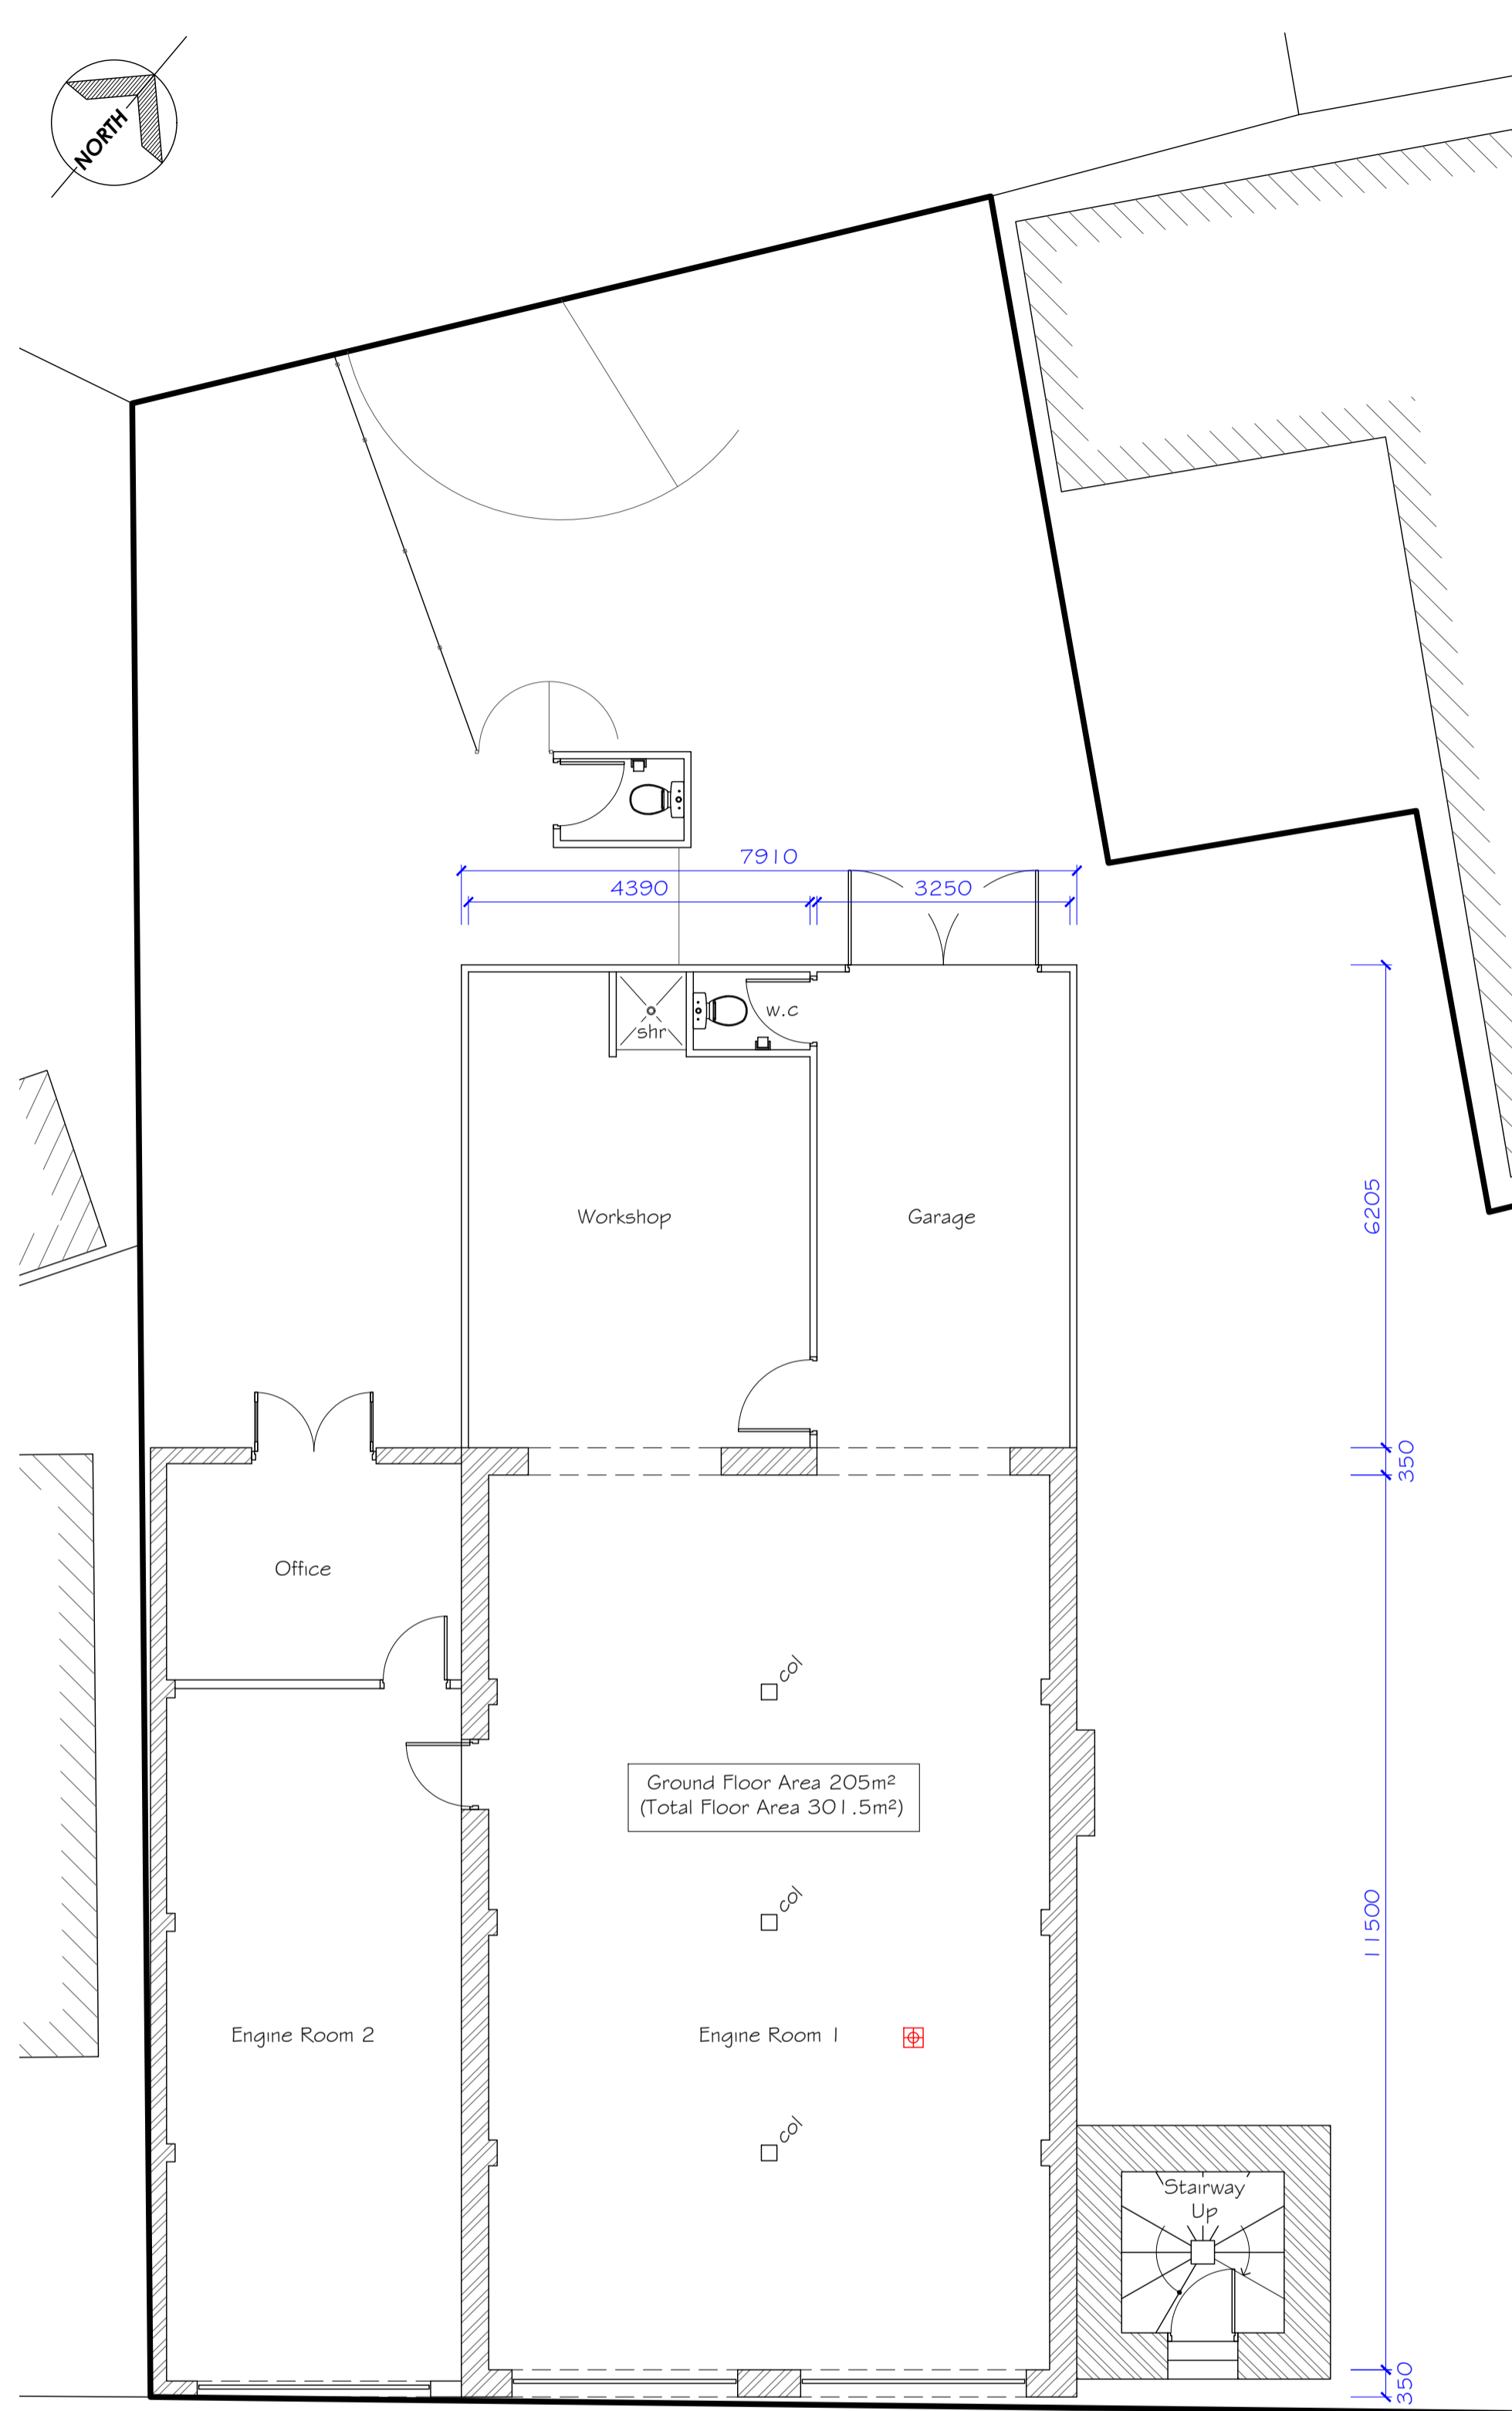 NORTH
7910
4390
3250
w.c
shr
Workshop
Garage
6205
350
Office
col
Ground Floor Area 205m²
(Total Floor Area 301.5m²)
col
11500
Engine Room 2
Engine Room 1
col
Stairway
Up
350